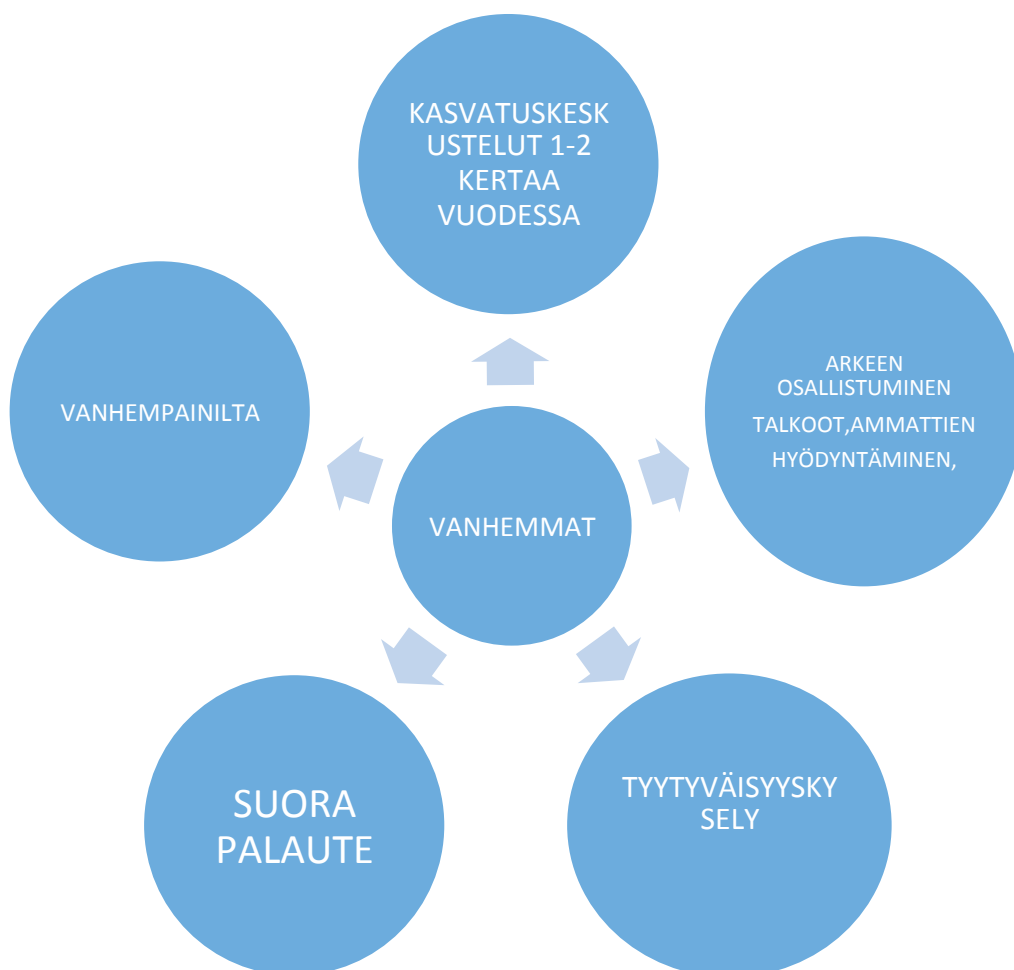 KASVATUSKESK
USTELUT 1-2
KERTAA
VUODESSA
ARKEEN
OSALLISTUMINEN
TALKOOT,AMMATTIEN
HYÖDYNTÄMINEN,
VANHEMPAINILTA
VANHEMMAT
SUORA
PALAUTE
TYYTYVÄISYYSKY
SELY